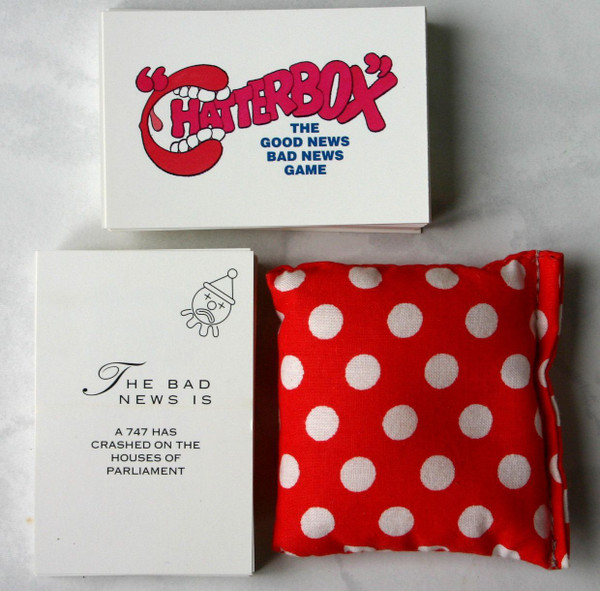 "CHATTERBOX"
THE
GOOD NEWS
BAD NEWS
GAME
THE BAD
NEWS IS
A 747 HAS
CRASHED ON THE
HOUSES OF
PARLIAMENT